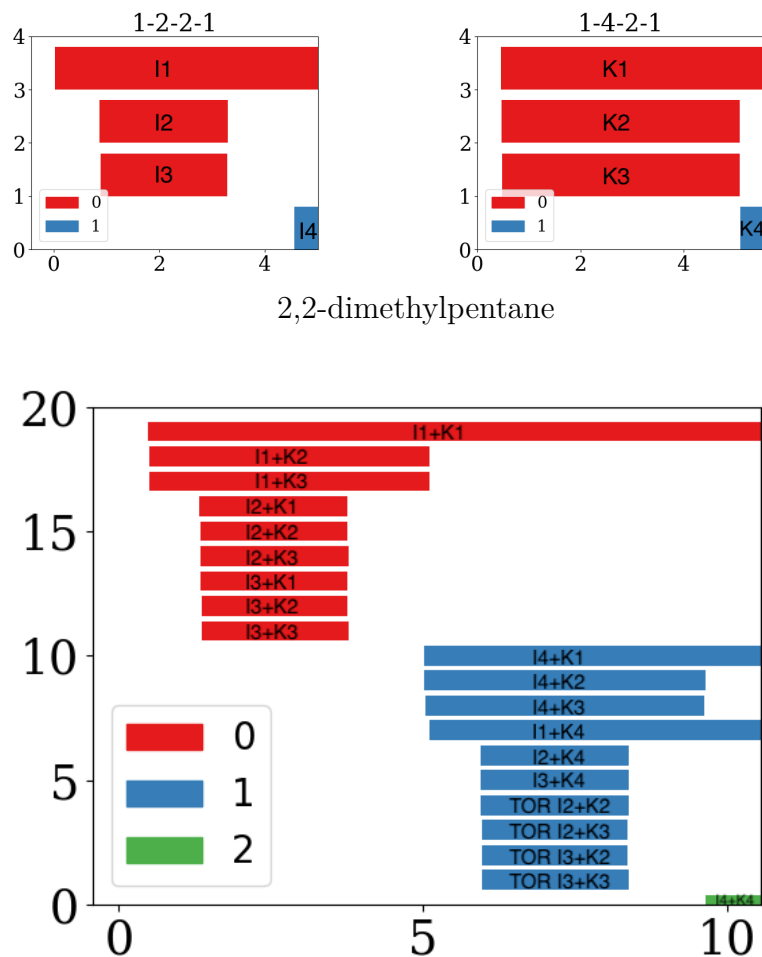 1-2-2-1
4
3
2
1
0
I1
I2
I3
I4
0
1
0 2 4
1-4-2-1
4
3
2
1
0
K1
K2
K3
K4
0
1
0 2 4
2,2-dimethylpentane
20
15
10
5
0
I1+K1
I1+K2
I1+K3
I2+K1
I2+K2
I2+K3
I3+K1
I3+K2
I3+K3
I4+K1
I4+K2
I4+K3
I1+K4
I2+K4
I3+K4
TOR I2+K2
TOR I2+K3
TOR I3+K2
TOR I3+K3
I4+K4
0
1
2
0 5 10